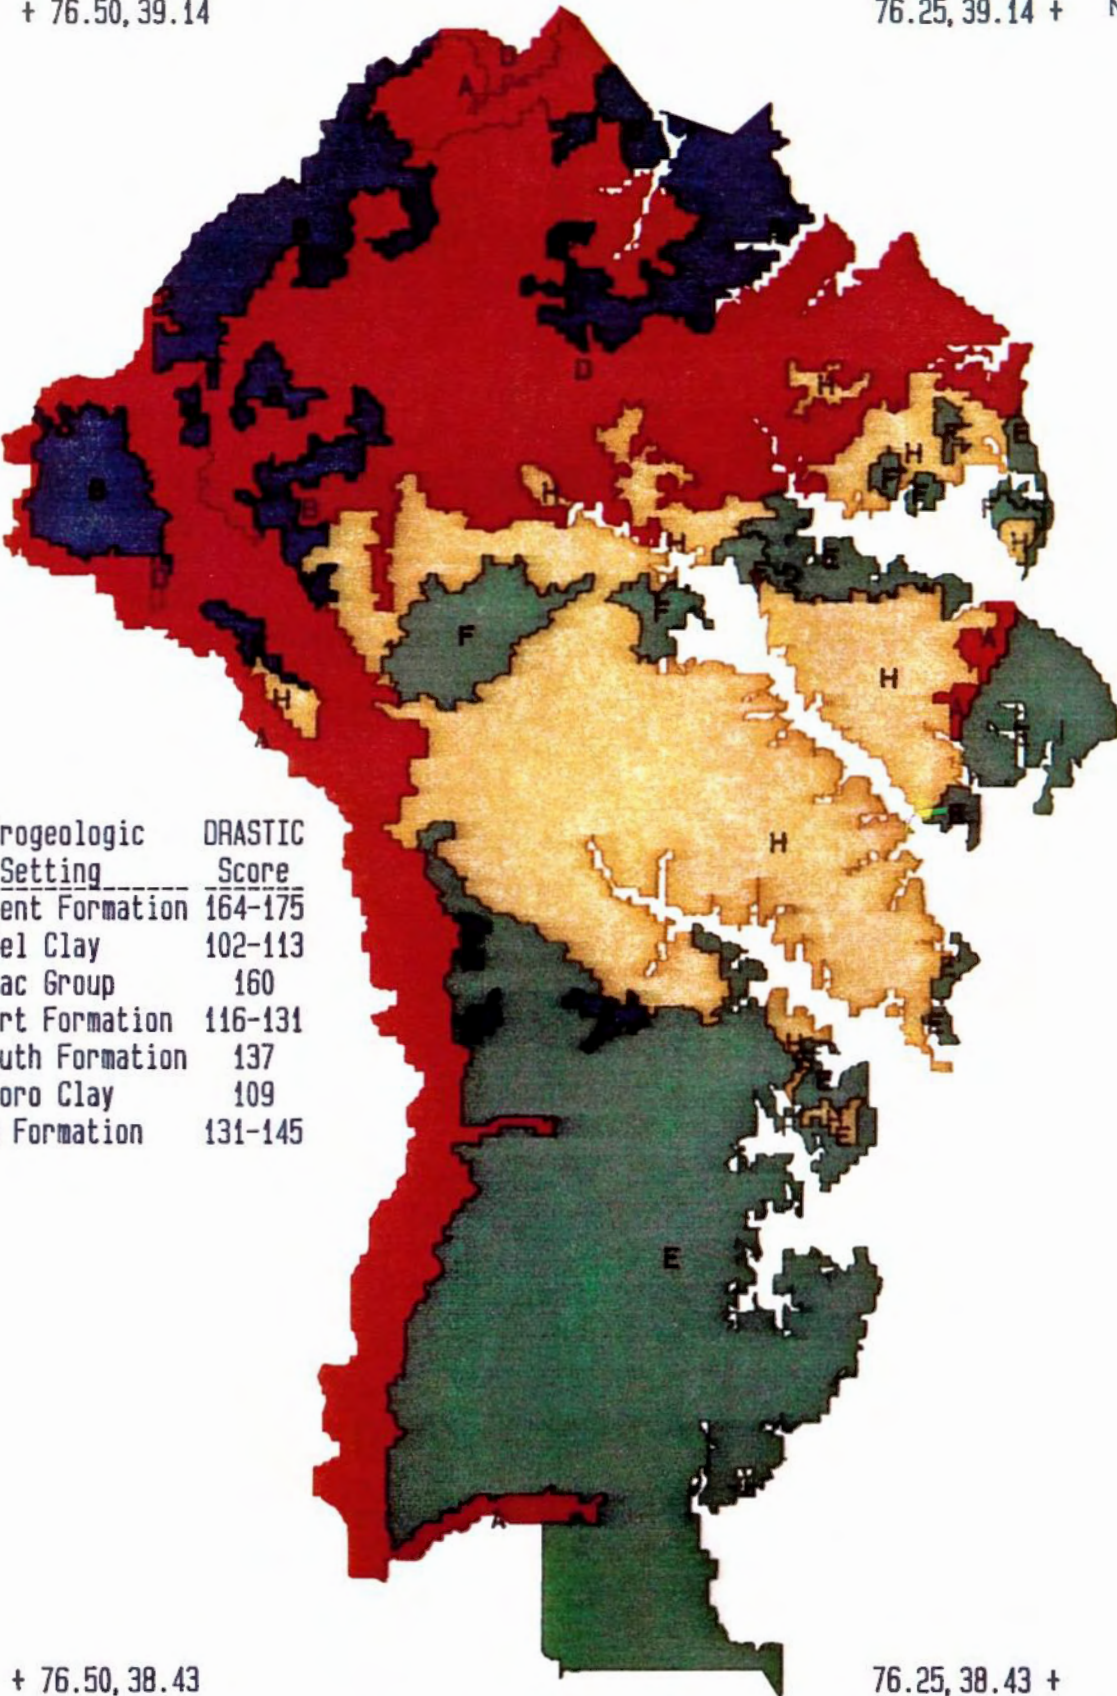 + 76.50,39.14 76.25,39.14 + N
D
A
B
D
H
B
H
F
E
B
H
F
E
F
B
H
H
D
E
F
F
A
H
H
A
A
rogeologic DRASTIC
Setting Score
ent Formation 164-175
el Clay 102-113
ac Group 160
rt Formation 116-131
uth Formation 137
oro Clay 109
Formation 131-145
H
E
E
H
E
E
E
A
+ 76.50,38.43 76.25,38.43 +